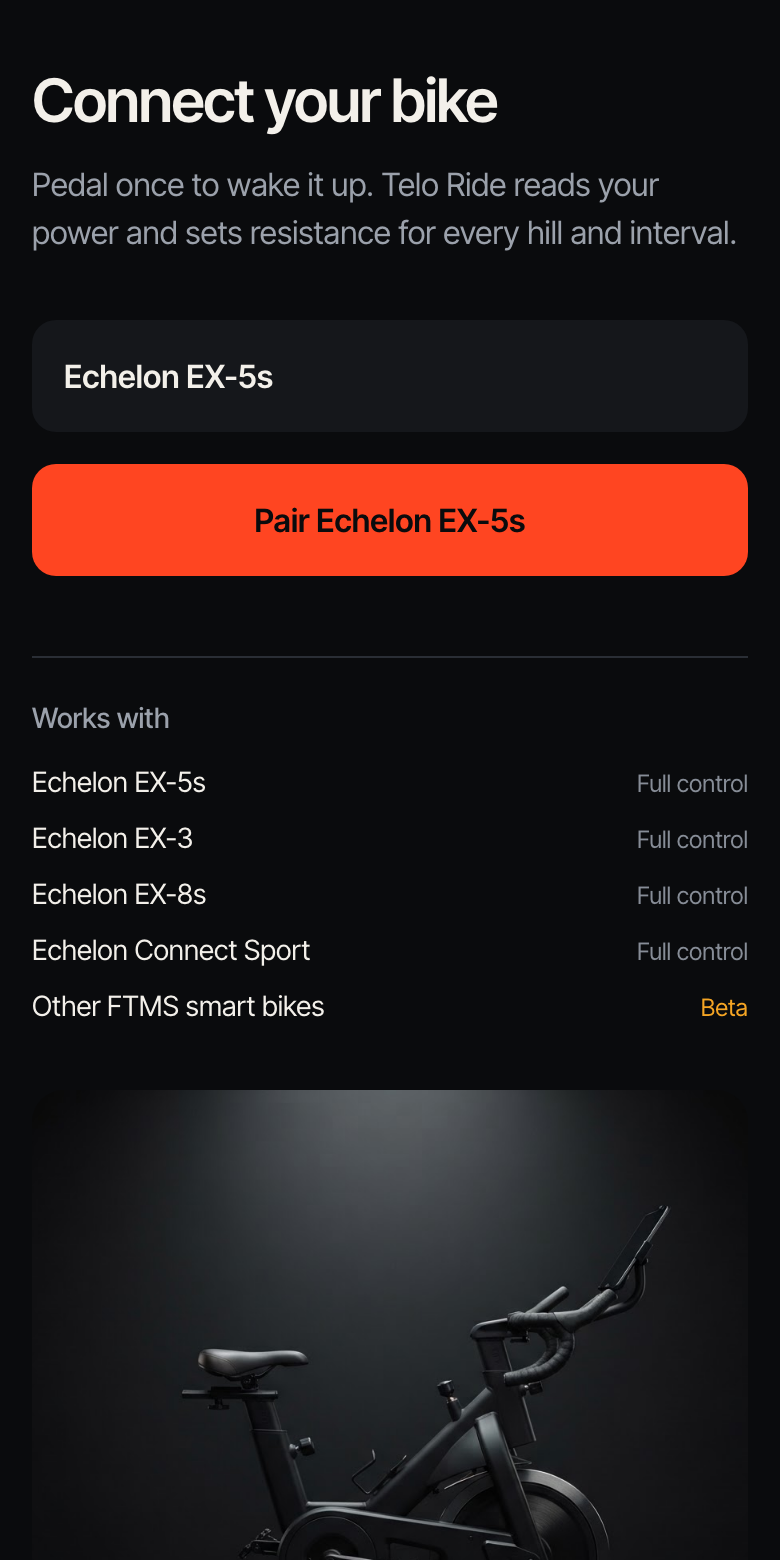 Connect your bike
Pedal once to wake it up. Telo Ride reads your
power and sets resistance for every hill and interval.
Echelon EX-5s
Pair Echelon EX-5s
Works with
Echelon EX-5s Full control
Echelon EX-3 Full control
Echelon EX-8s Full control
Echelon Connect Sport Full control
Other FTMS smart bikes Beta